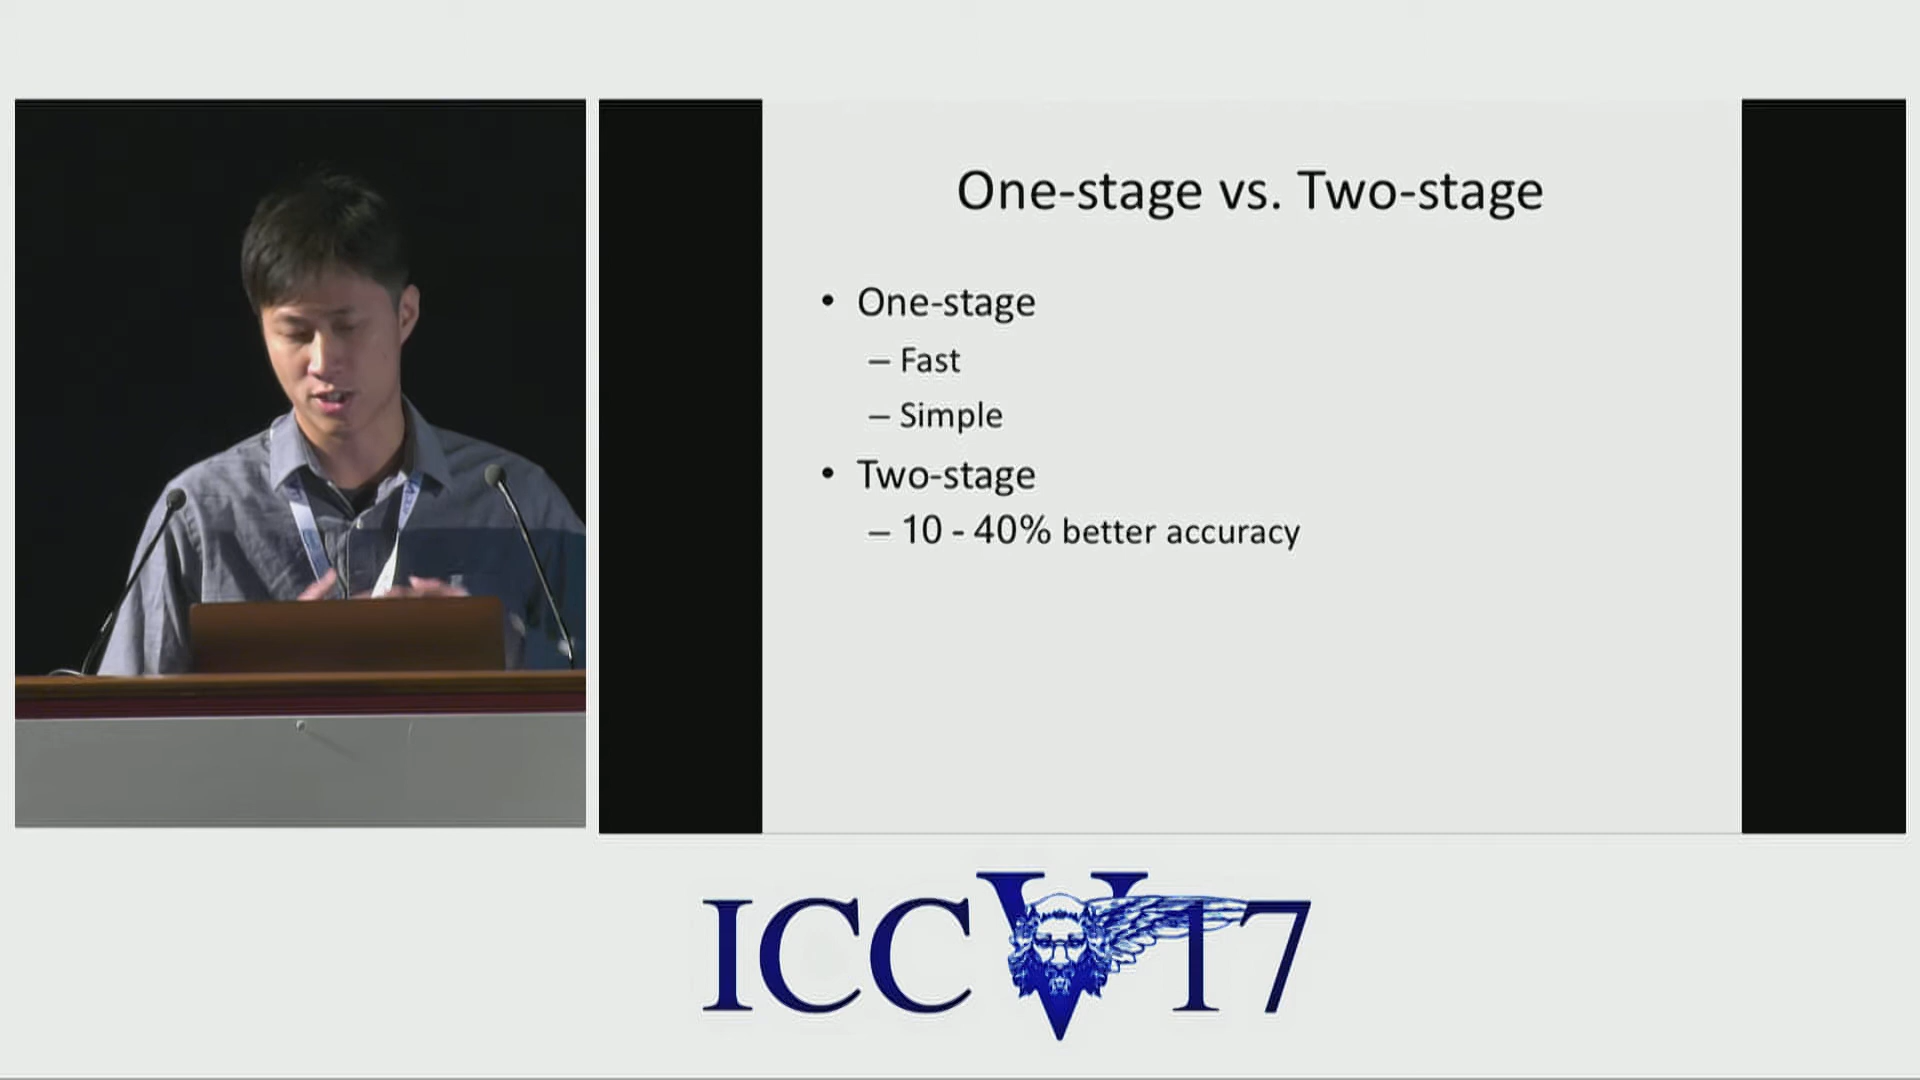 One-stage vs. Two-stage
• One-stage
– Fast
– Simple
• Two-stage
– 10 - 40% better accuracy
ICCV17